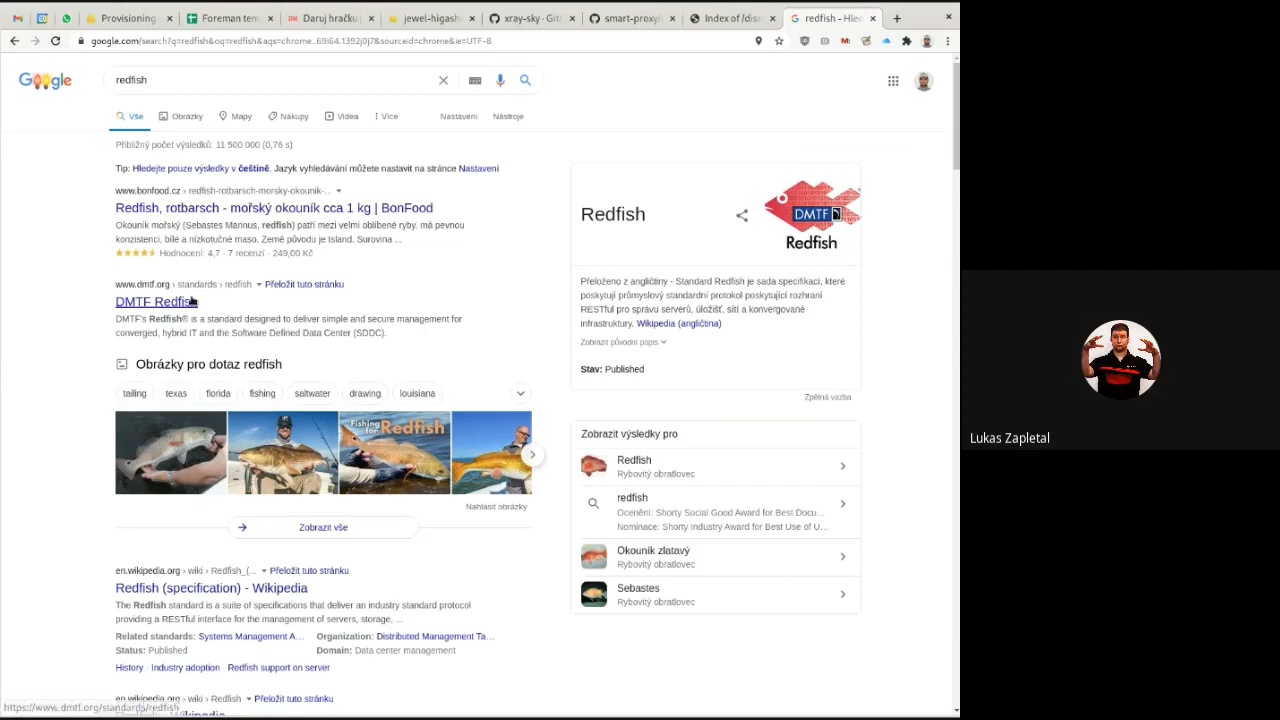 Provisioning
Foreman tem
Daruj hračku
jewel-higash
xray-sky - Git
smart-proxy/
Index of /dis
redfish - Hled
google.com/search?q=redfish&oq=redfish&aqs=chrome..69i64.1392j0j7&sourceid=chrome&ie=UTF-8
Google
redfish
Vše
Obrázky
Mapy
Nákupy
Videa
Více
Nastavení
Nástroje
Přibližný počet výsledků: 11 500 000 (0,76 s)
Tip: Hledejte pouze výsledky v češtině. Jazyk vyhledávání můžete nastavit na stránce Nastavení
www.bonfood.cz › redfish-rotbarsch-morsky-okounik-...
Redfish, rotbarsch - mořský okouník cca 1 kg | BonFood
Okouník mořský (Sebastes Marinus, redfish) patří mezi velmi oblíbené ryby, má pevnou
konzistenci, bílé a nízkotučné maso. Země původu je Island. Surovina ...
Hodnocení: 4,7 · 7 recenzí · 249,00 Kč
www.dmtf.org › standards › redfish Přeložit tuto stránku
DMTF Redfish
DMTF's Redfish® is a standard designed to deliver simple and secure management for
converged, hybrid IT and the Software Defined Data Center (SDDC).
Obrázky pro dotaz redfish
tailing
texas
florida
fishing
saltwater
drawing
louisiana
Fishing
for Redfish
Nahlásit obrázky
Zobrazit vše
en.wikipedia.org › wiki › Redfish_(... Přeložit tuto stránku
Redfish (specification) - Wikipedia
The Redfish standard is a suite of specifications that deliver an industry standard protocol
providing a RESTful interface for the management of servers, storage, ...
Related standards: Systems Management A...
Organization: Distributed Management Ta...
Status: Published
Domain: Data center management
History · Industry adoption · Redfish support on server
en.wikipedia.org › wiki › Redfish Přeložit tuto stránku
https://www.dmtf.org/standards/redfish
Redfish
DMTF
Redfish
Přeloženo z angličtiny - Standard Redfish je sada specifikací, které
poskytují průmyslový standardní protokol poskytující rozhraní
RESTful pro správu serverů, úložišť, sítí a konvergované
infrastruktury. Wikipedia (angličtina)
Zobrazit původní popis
Stav: Published
Zpětná vazba
Zobrazit výsledky pro
Redfish
Rybovitý obratlovec
redfish
Ocenění: Shorty Social Good Award for Best Docu...
Nominace: Shorty Industry Award for Best Use of U...
Okouník zlatavý
Rybovitý obratlovec
Sebastes
Rybovitý obratlovec
Lukas Zapletal